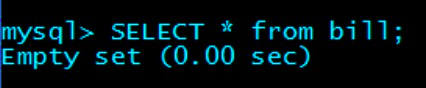 mysql> SELECT * from bill;
Empty set (0.00 sec)